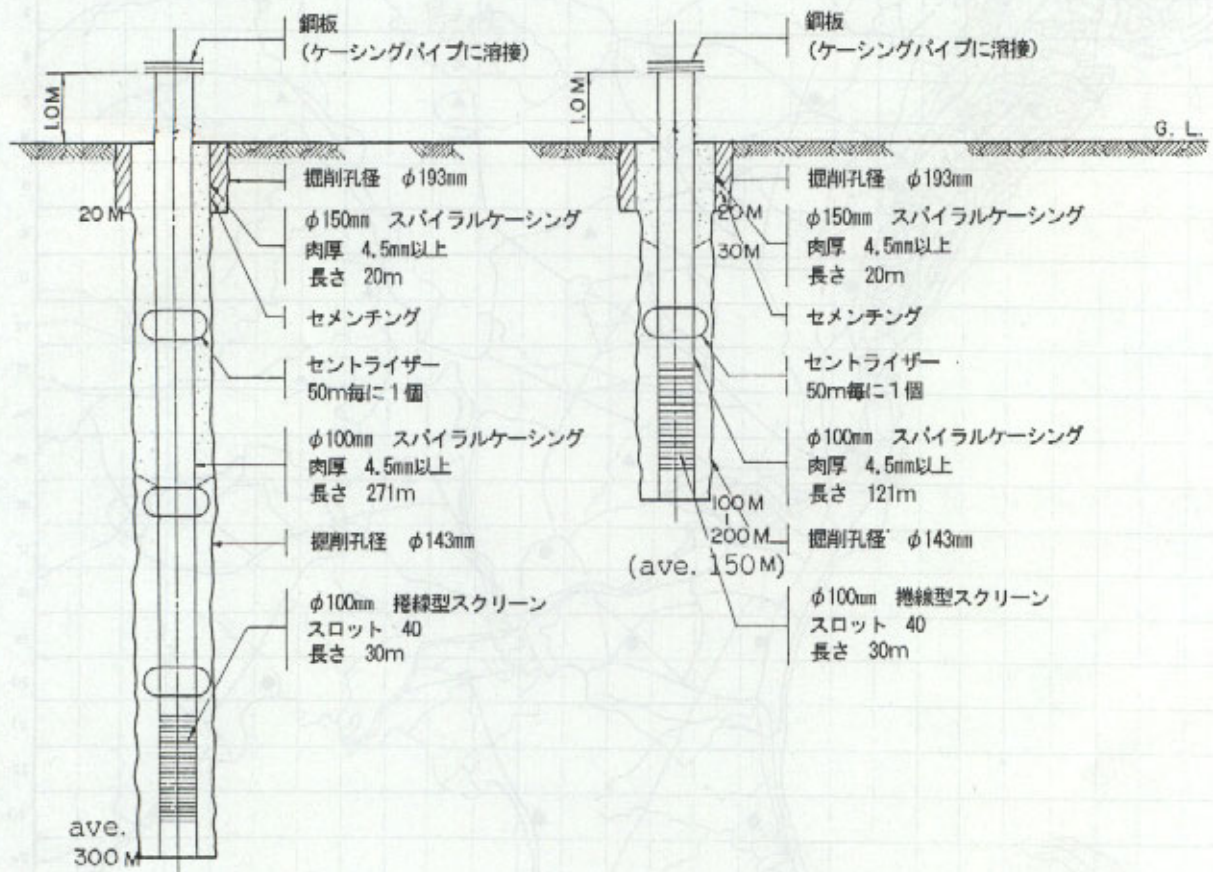 鋼板
(ケーシングパイプに溶接)
1.0M
掘削孔径 φ193mm
20M
φ150mm スパイラルケーシング
肉厚 4.5mm以上
長さ 20m
セメンチング
セントライザー
50m毎に1個
φ100mm スパイラルケーシング
肉厚 4.5mm以上
長さ 271m
掘削孔径 φ143mm
φ100mm 捲線型スクリーン
スロット 40
長さ 30m
ave.
300M
鋼板
(ケーシングパイプに溶接)
1.0M
G. L.
掘削孔径 φ193mm
20M
φ150mm スパイラルケーシング
30M
肉厚 4.5mm以上
長さ 20m
セメンチング
セントライザー
50m毎に1個
φ100mm スパイラルケーシング
肉厚 4.5mm以上
長さ 121m
100M
-
200M
掘削孔径 φ143mm
(ave. 150M)
φ100mm 捲線型スクリーン
スロット 40
長さ 30m